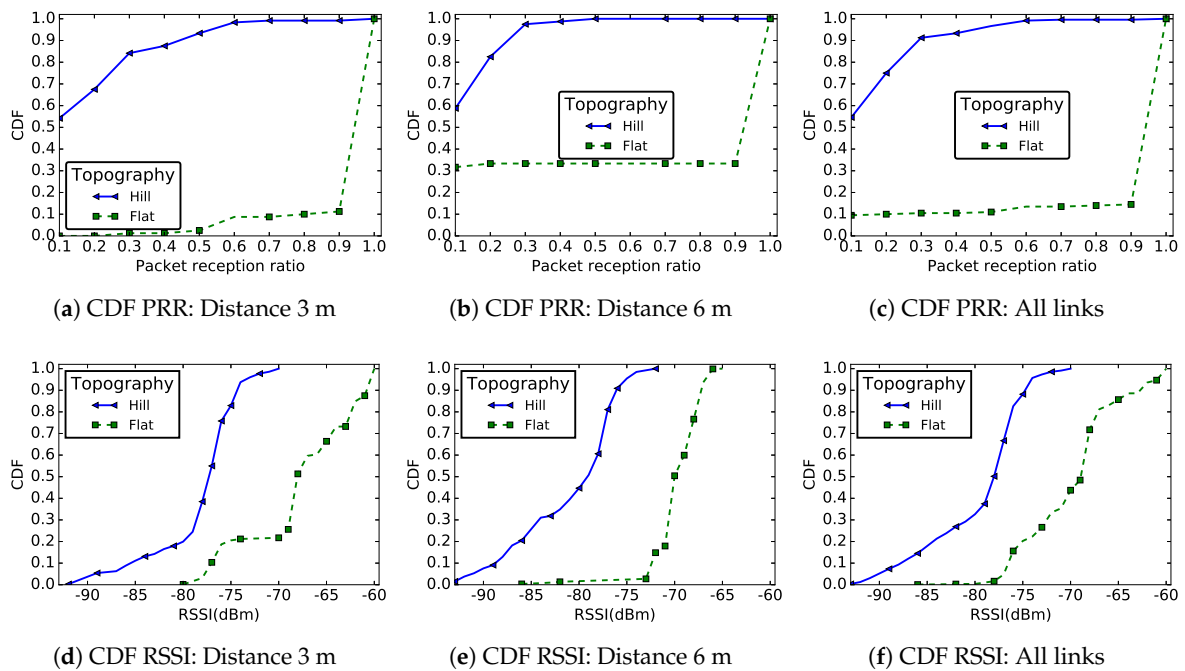 1.0
0.9
0.8
0.7
0.6
0.5
0.4
0.3
0.2
0.1
0.0
CDF
Topography
Hill
Flat
0.1 0.2 0.3 0.4 0.5 0.6 0.7 0.8 0.9 1.0
Packet reception ratio
(a) CDF PRR: Distance 3 m
1.0
0.9
0.8
0.7
0.6
0.5
0.4
0.3
0.2
0.1
0.0
CDF
Topography
Hill
Flat
0.1 0.2 0.3 0.4 0.5 0.6 0.7 0.8 0.9 1.0
Packet reception ratio
(b) CDF PRR: Distance 6 m
1.0
0.9
0.8
0.7
0.6
0.5
0.4
0.3
0.2
0.1
0.0
CDF
Topography
Hill
Flat
0.1 0.2 0.3 0.4 0.5 0.6 0.7 0.8 0.9 1.0
Packet reception ratio
(c) CDF PRR: All links
1.0
0.9
0.8
0.7
0.6
0.5
0.4
0.3
0.2
0.1
0.0
CDF
Topography
Hill
Flat
-90 -85 -80 -75 -70 -65 -60
RSSI(dBm)
(d) CDF RSSI: Distance 3 m
1.0
0.9
0.8
0.7
0.6
0.5
0.4
0.3
0.2
0.1
0.0
CDF
Topography
Hill
Flat
-90 -85 -80 -75 -70 -65 -60
RSSI(dBm)
(e) CDF RSSI: Distance 6 m
1.0
0.9
0.8
0.7
0.6
0.5
0.4
0.3
0.2
0.1
0.0
CDF
Topography
Hill
Flat
-90 -85 -80 -75 -70 -65 -60
RSSI(dBm)
(f) CDF RSSI: All links